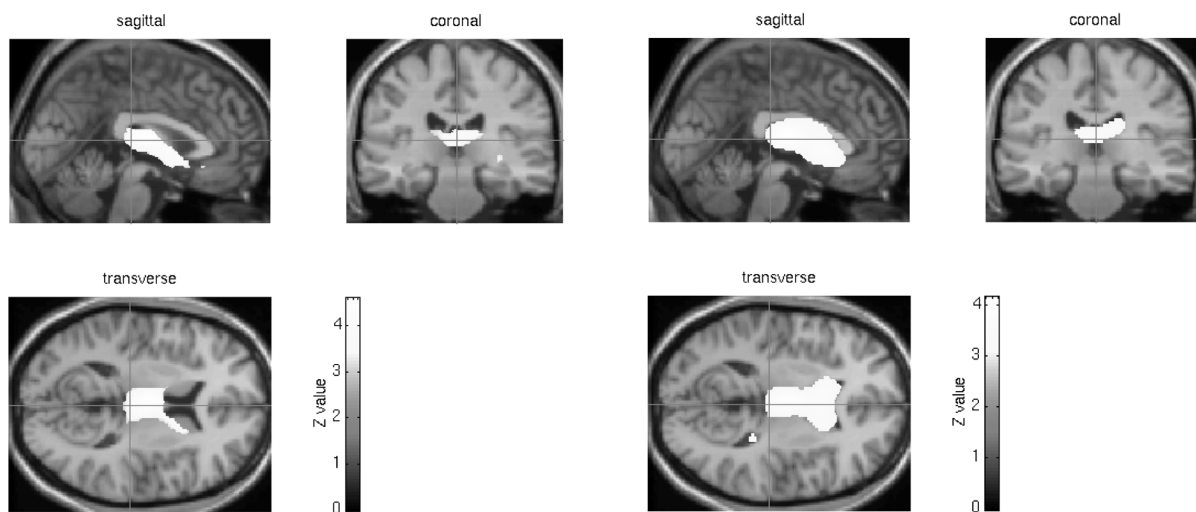 sagittal
coronal
sagittal
coronal
transverse
4
3
2
1
0
Z value
transverse
4
3
2
1
0
Z value